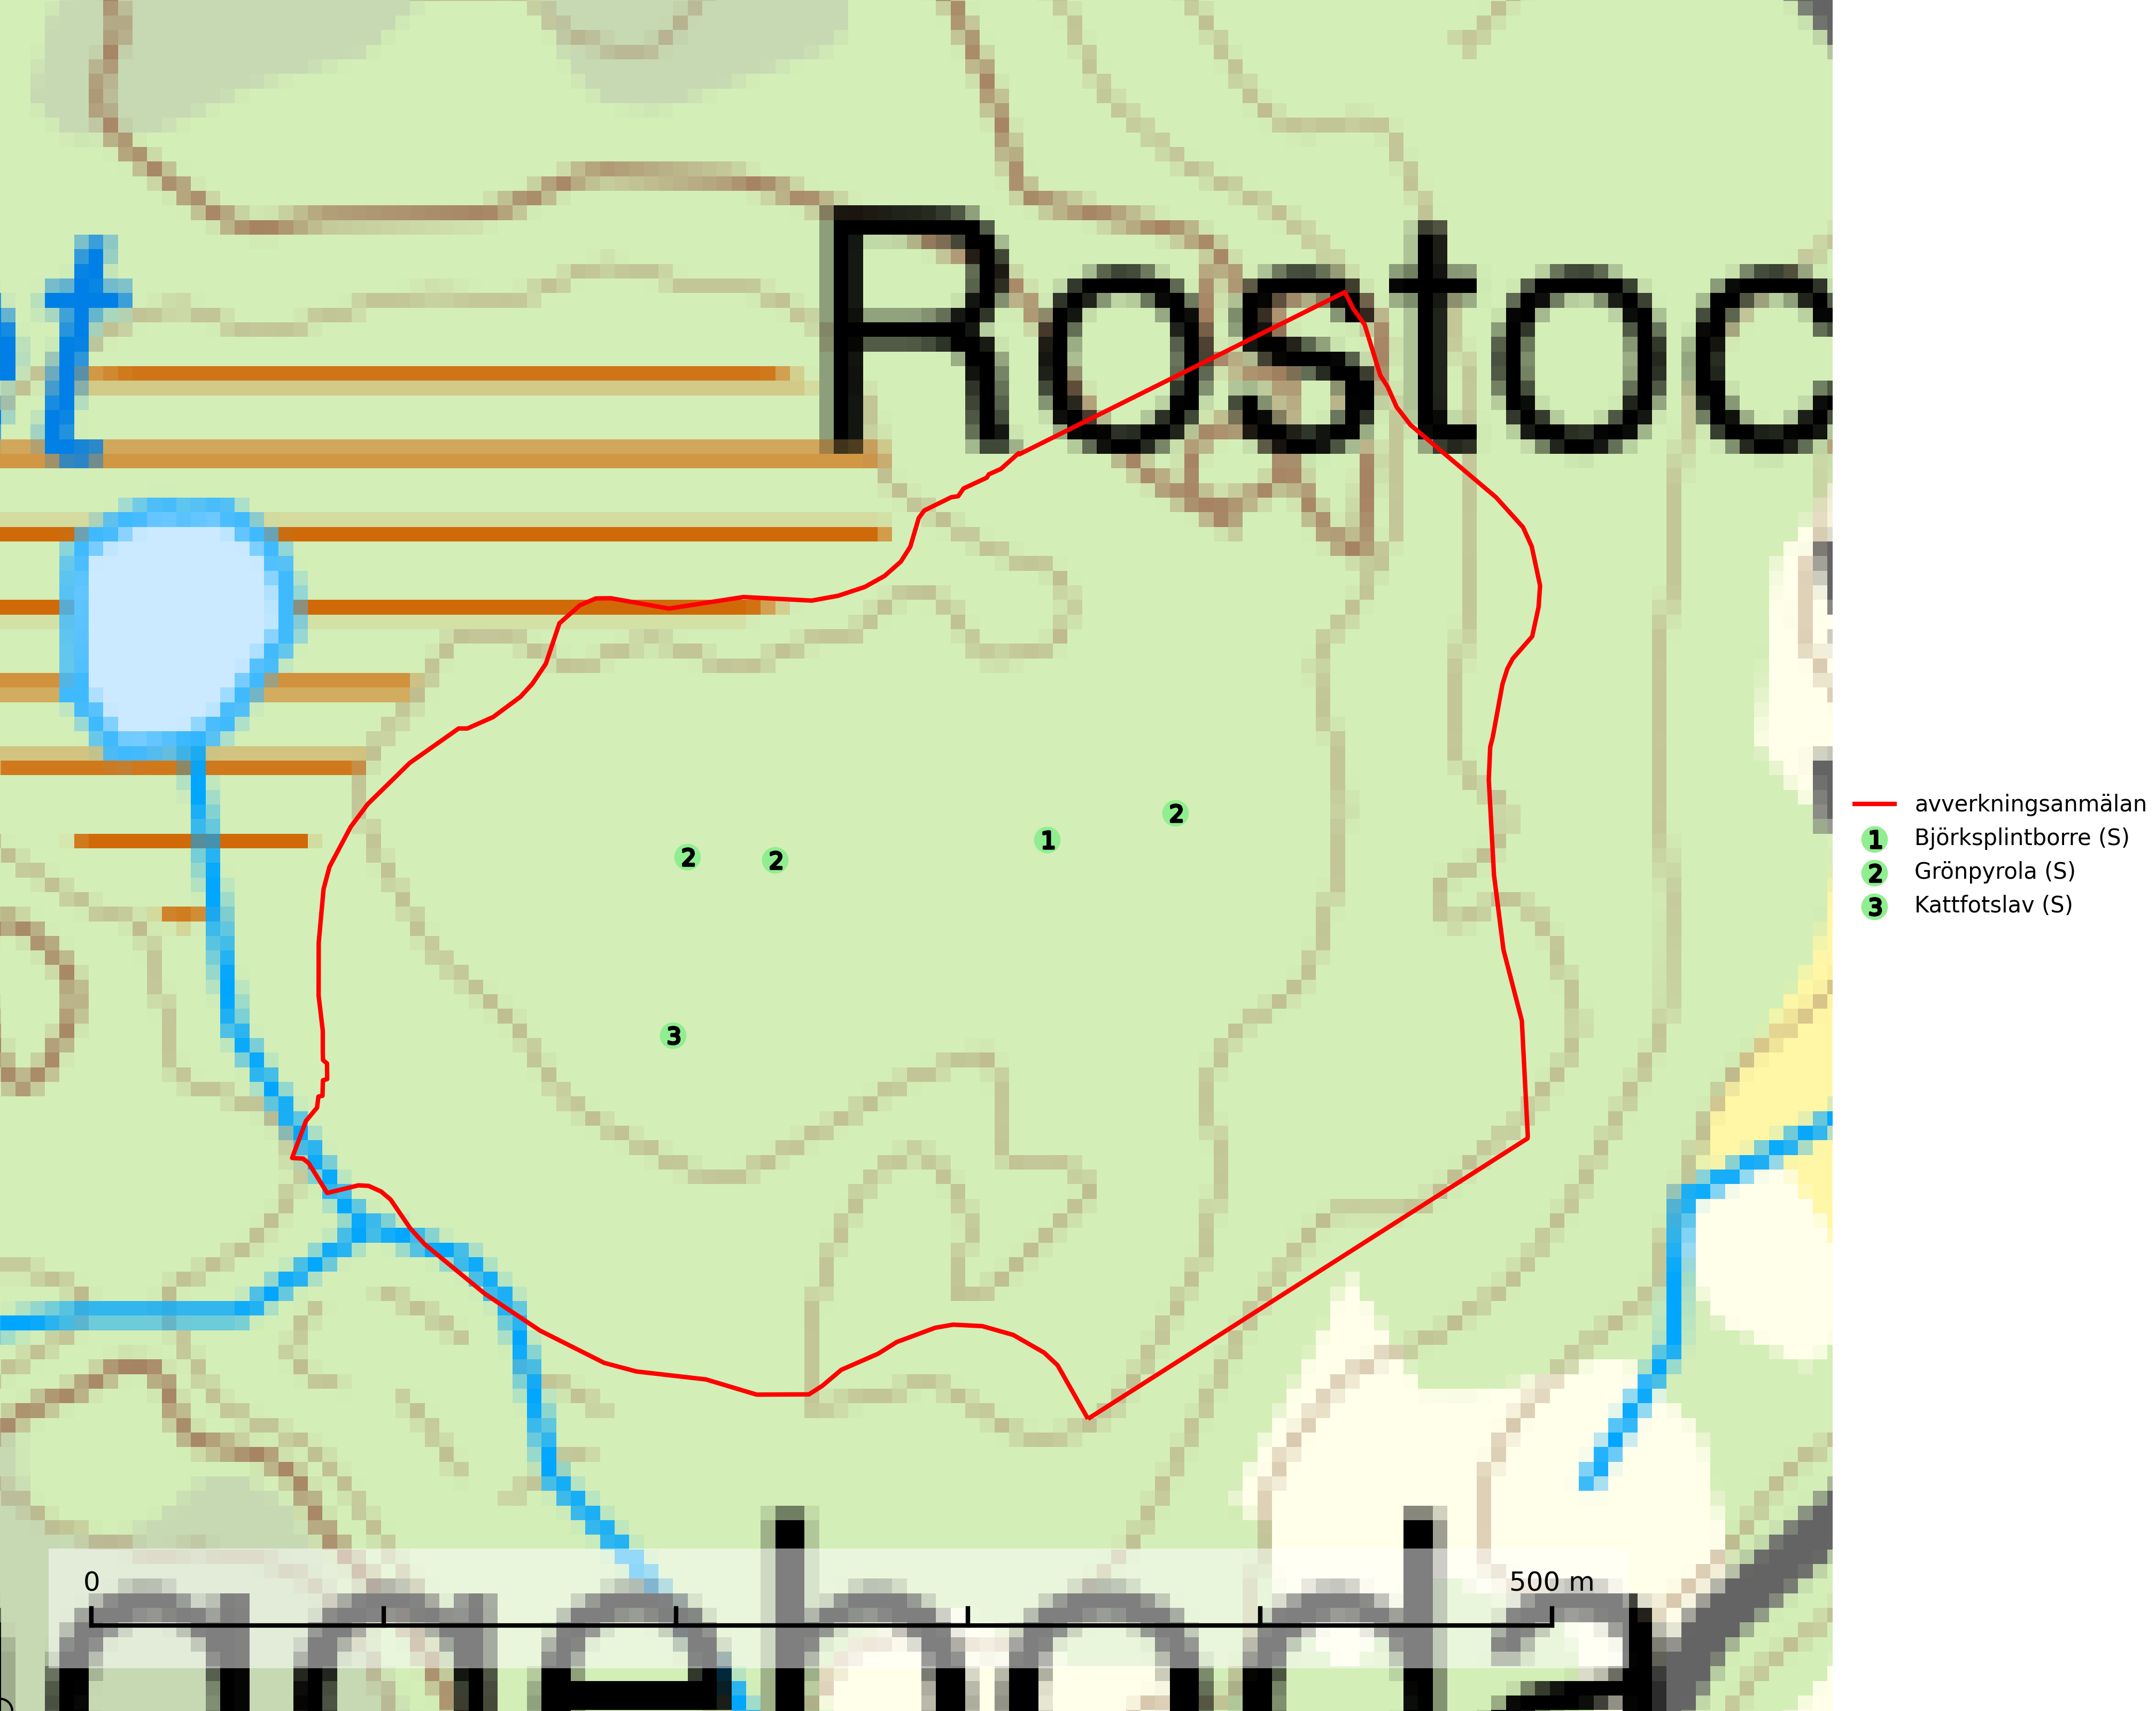 t
Rostoc
2
1
2
2
3
avverkningsanmälan
1 Björksplintborre (S)
2 Grönpyrola (S)
3 Kattfotslav (S)
0 500 m